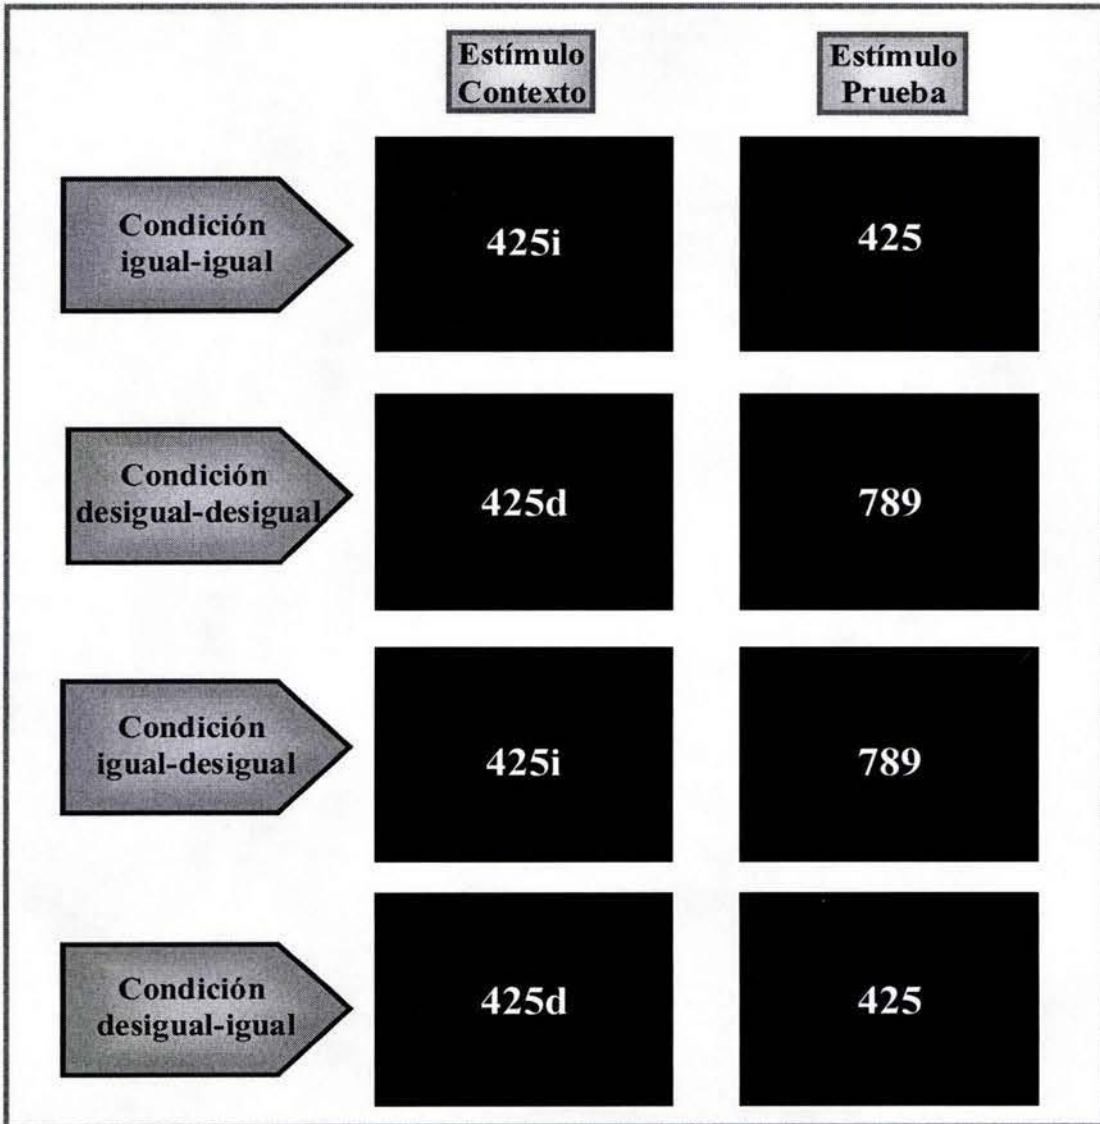 Estímulo
Contexto
Estímulo
Prueba
Condición
igual-igual
425i
425
Condición
desigual-desigual
425d
789
Condición
igual-desigual
425i
789
Condición
desigual-igual
425d
425